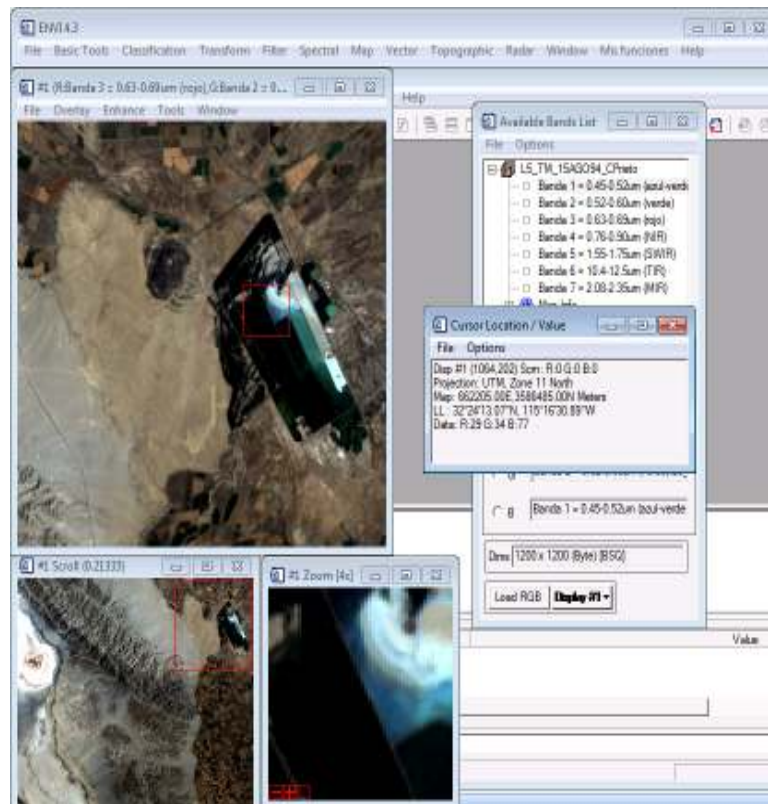 ENVI 4.3
File Basic Tools Classification Transform Filter Spectral Map Vector Topographic Radar Window Mis funciones Help
#1 (R:Banda 3 = 0.63-0.69um (rojo),G:Banda 2 = 0...
File Overlay Enhance Tools Window
Help
Available Bands List
File Options
L5_TM_15AGO94_CPrieto
Banda 1 = 0.45-0.52um (azul-verd
Banda 2 = 0.52-0.60um (verde)
Banda 3 = 0.63-0.69um (rojo)
Banda 4 = 0.76-0.90um (NIR)
Banda 5 = 1.55-1.75um (SWIR)
Banda 6 = 10.4-12.5um (TIR)
Banda 7 = 2.08-2.35um (MIR)
Map Info
Cursor Location / Value
File Options
Disp #1 (1064,202) Scrn: R:0 G:0 B:0
Projection: UTM, Zone 11 North
Map: 662205.00E,3586485.00N Meters
LL : 32°24'13.07"N, 115°16'30.89"W
Data: R:29 G:34 B:77
B Banda 1 = 0.45-0.52um (azul-verde
Dims 1200 x 1200 (Byte) [BSQ]
Load RGB Display #1
#1 Scroll (0.21333)
#1 Zoom [4x]
Value